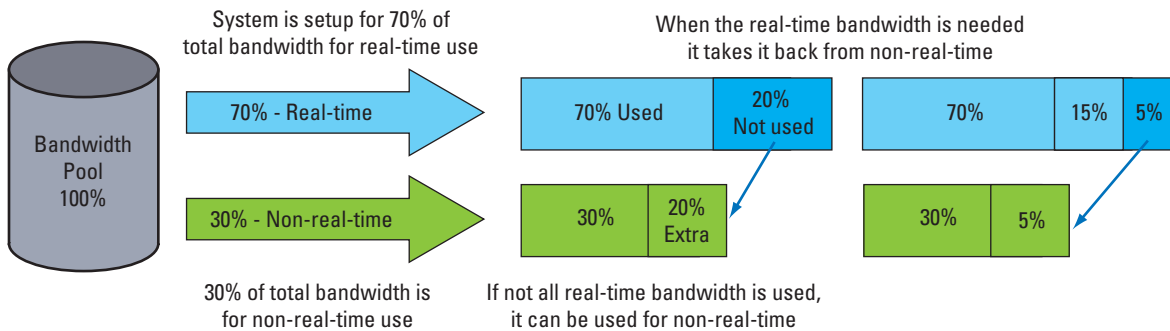 System is setup for 70% of
total bandwidth for real-time use
When the real-time bandwidth is needed
it takes it back from non-real-time
Bandwidth
Pool
100%
70% - Real-time
70% Used
20%
Not used
70%
15%
5%
30% - Non-real-time
30%
20%
Extra
30%
5%
30% of total bandwidth is
for non-real-time use
If not all real-time bandwidth is used,
it can be used for non-real-time